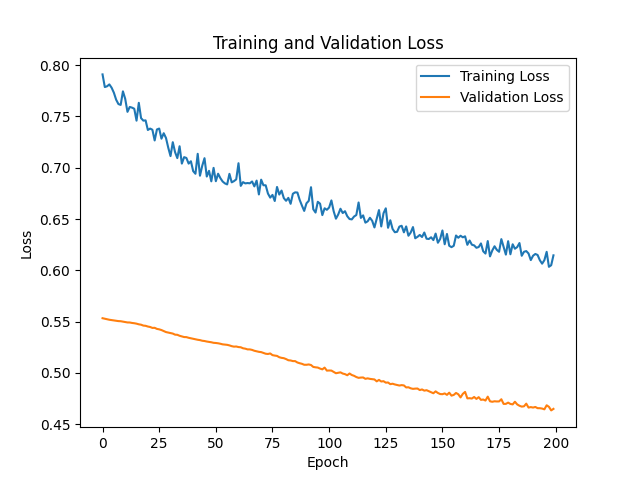 Training and Validation Loss
Training Loss
Validation Loss
0.80
0.75
0.70
0.65
0.60
0.55
0.50
0.45
Loss
0 25 50 75 100 125 150 175 200
Epoch